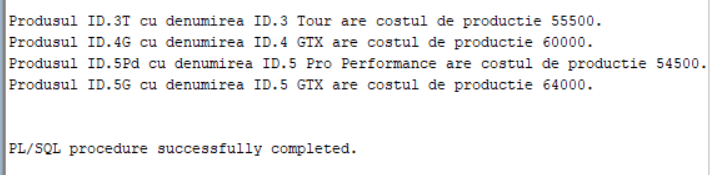 Produsul ID.3T cu denumirea ID.3 Tour are costul de productie 55500.
Produsul ID.4G cu denumirea ID.4 GTX are costul de productie 60000.
Produsul ID.5Pd cu denumirea ID.5 Pro Performance are costul de productie 54500.
Produsul ID.5G cu denumirea ID.5 GTX are costul de productie 64000.
PL/SQL procedure successfully completed.